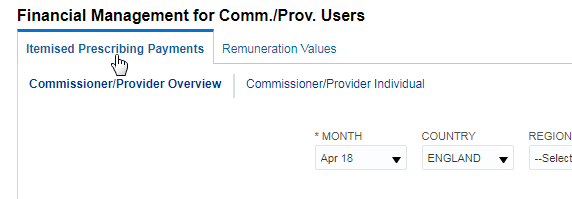 Financial Management for Comm./Prov. Users
Itemised Prescribing Payments Remuneration Values
Commissioner/Provider Overview Commissioner/Provider Individual
* MONTH COUNTRY REGION
Apr 18 ENGLAND --Select